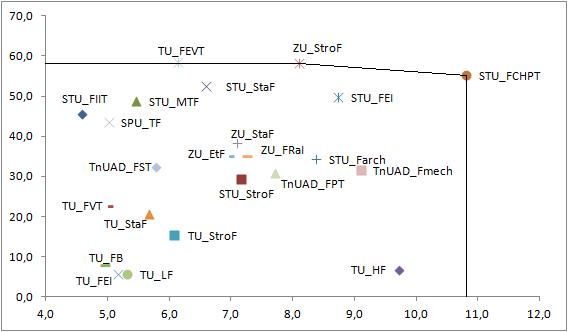 70,0
TU_FEVT
ZU_StroF
60,0
STU_FCHPT
STU_StaF
50,0
STU_FIIT
STU_MTF
STU_FEI
SPU_TF
40,0
ZU_StaF
ZU_EtF
ZU_FRaI
STU_Farch
30,0
TnUAD_FST
TnUAD_Fmech
TnUAD_FPT
STU_StroF
20,0
TU_FVT
TU_StaF
TU_StroF
10,0
TU_FB
TU_FEI
TU_LF
TU_HF
0,0
4,0 5,0 6,0 7,0 8,0 9,0 10,0 11,0 12,0